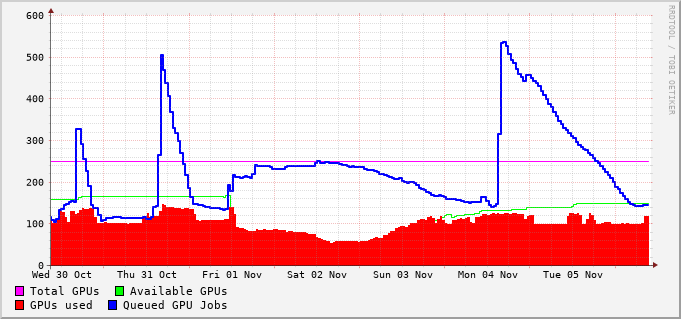 600
500
400
300
200
100
0
Wed 30 Oct Thu 31 Oct Fri 01 Nov Sat 02 Nov Sun 03 Nov Mon 04 Nov Tue 05 Nov
Total GPUs Available GPUs
GPUs used Queued GPU Jobs
RRDTOOL / TOBI OETIKER